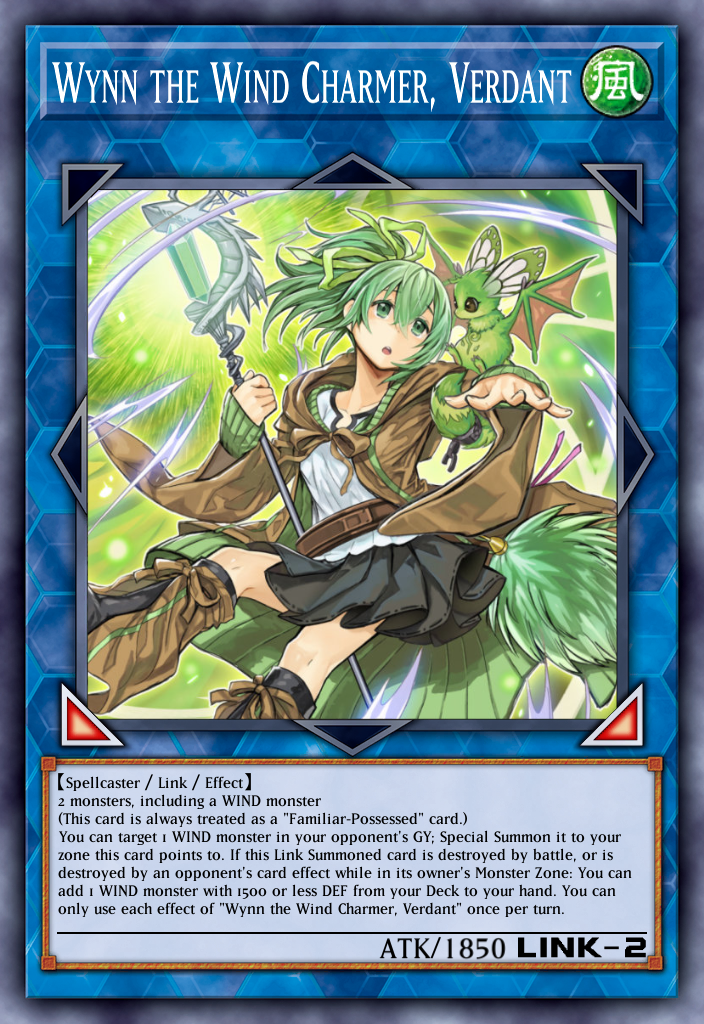 Wynn the Wind Charmer, Verdant
風
【Spellcaster / Link / Effect】
2 monsters, including a WIND monster
(This card is always treated as a "Familiar-Possessed" card.)
You can target 1 WIND monster in your opponent's GY; Special Summon it to your
zone this card points to. If this Link Summoned card is destroyed by battle, or is
destroyed by an opponent's card effect while in its owner's Monster Zone: You can
add 1 WIND monster with 1500 or less DEF from your Deck to your hand. You can
only use each effect of "Wynn the Wind Charmer, Verdant" once per turn.
ATK/1850 LINK-2